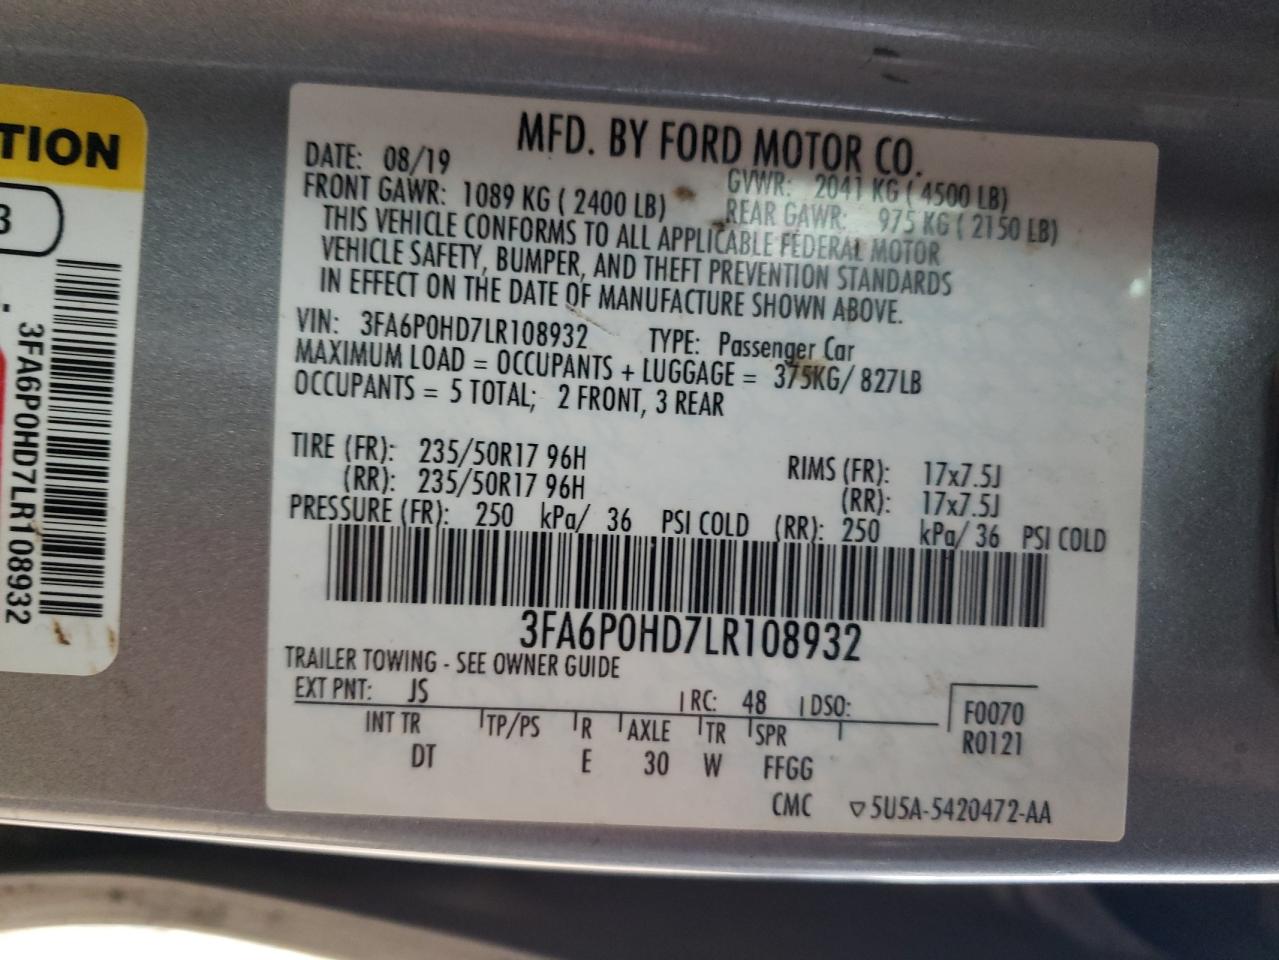 TION
3
3FA6P0HD7LR108932
MFD. BY FORD MOTOR CO.
DATE: 08/19 GVWR: 2041 KG ( 4500 LB)
FRONT GAWR: 1089 KG ( 2400 LB) REAR GAWR: 975 KG ( 2150 LB)
THIS VEHICLE CONFORMS TO ALL APPLICABLE FEDERAL MOTOR
VEHICLE SAFETY, BUMPER, AND THEFT PREVENTION STANDARDS
IN EFFECT ON THE DATE OF MANUFACTURE SHOWN ABOVE.
VIN: 3FA6P0HD7LR108932 TYPE: Passenger Car
MAXIMUM LOAD = OCCUPANTS + LUGGAGE = 375KG/ 827LB
OCCUPANTS = 5 TOTAL; 2 FRONT, 3 REAR
TIRE (FR): 235/50R17 96H RIMS (FR): 17x7.5J
(RR): 235/50R17 96H (RR): 17x7.5J
PRESSURE (FR): 250 kPa/ 36 PSI COLD (RR): 250 kPa/ 36 PSI COLD
3FA6P0HD7LR108932
TRAILER TOWING - SEE OWNER GUIDE
EXT PNT: JS RC: 48 DSO: F0070
INT TR TP/PS R AXLE TR SPR R0121
DT E 30 W FFGG
CMC ▽5U5A-5420472-AA